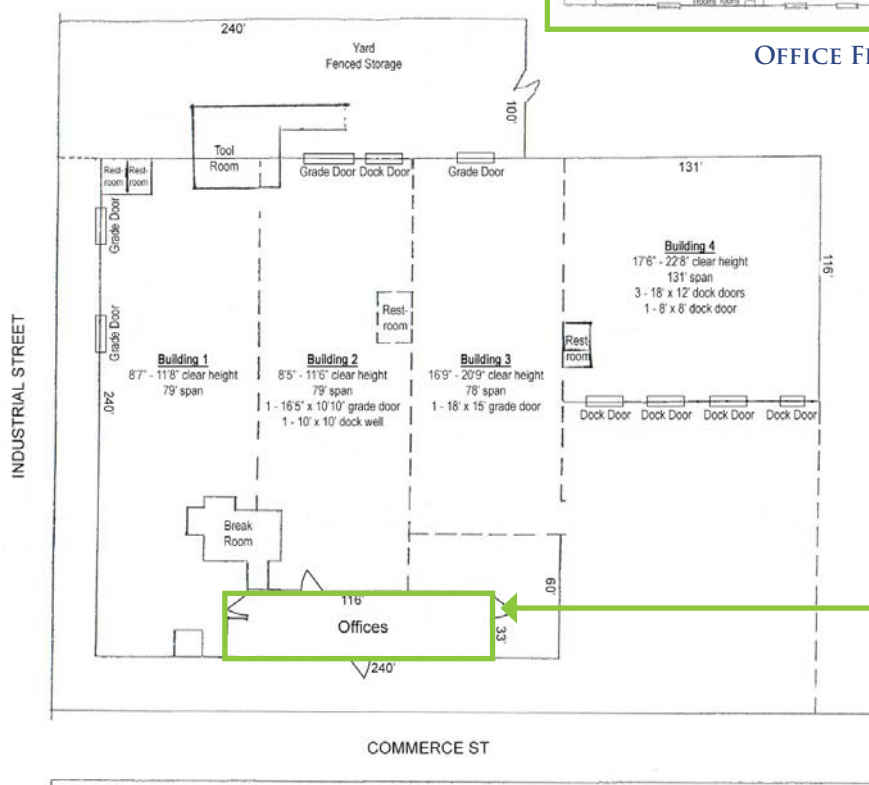 240'
Yard
Fenced Storage
OFFICE
100'
Tool
Room
Rest-
room
Rest-
room
Grade Door
Dock Door
Grade Door
131'
Grade Door
Building 4
17'6" - 22'8" clear height
131' span
3 - 18' x 12' dock doors
1 - 8' x 8' dock door
116'
Rest-
room
Grade Door
Rest-
room
INDUSTRIAL STREET
Building 1
8'7" - 11'8" clear height
79' span
Building 2
8'5" - 11'6" clear height
79' span
1 - 16'5" x 10'10" grade door
1 - 10' x 10' dock well
Building 3
16'9" - 20'9" clear height
78' span
1 - 18' x 15' grade door
240'
Dock Door
Dock Door
Dock Door
Dock Door
Break
Room
60'
116'
Offices
33'
240'
COMMERCE ST